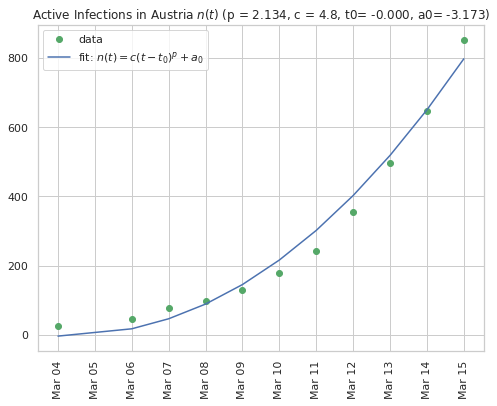 Active Infections in Austria n(t) (p = 2.134, c = 4.8, t0= -0.000, a0= -3.173)
data
fit: n(t) = c(t − t₀)ᵖ + a₀
800
600
400
200
0
Mar 04
Mar 05
Mar 06
Mar 07
Mar 08
Mar 09
Mar 10
Mar 11
Mar 12
Mar 13
Mar 14
Mar 15